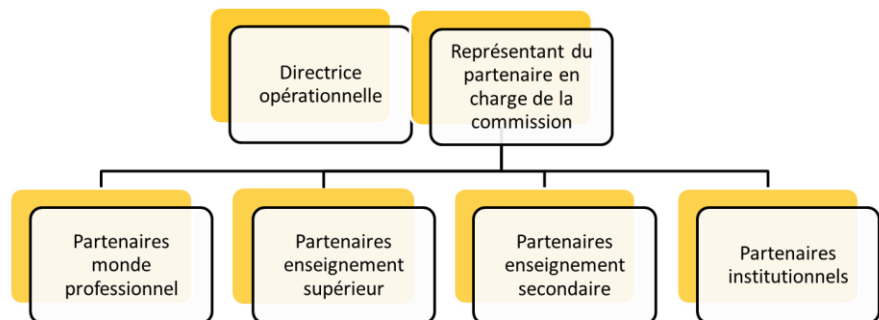 Directrice
opérationnelle
Représentant du
partenaire en
charge de la
commission
Partenaires
monde
professionnel
Partenaires
enseignement
supérieur
Partenaires
enseignement
secondaire
Partenaires
institutionnels